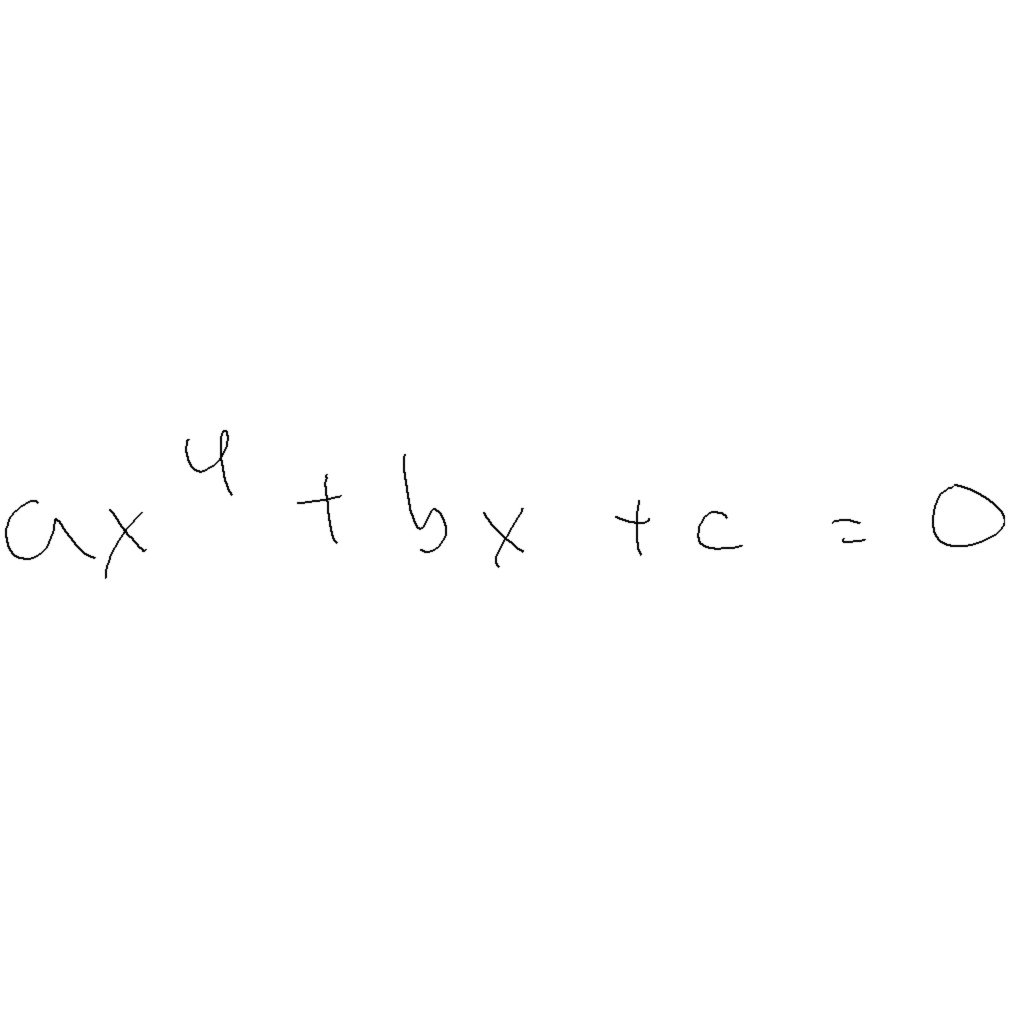 ax⁴ + bx + c = 0